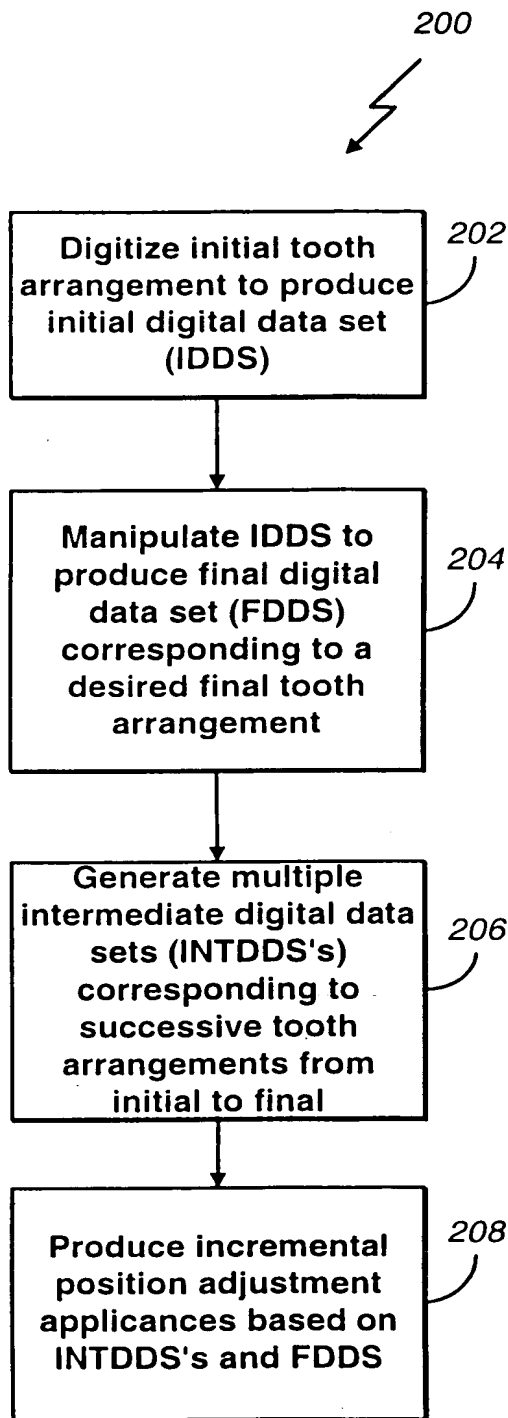 200
202
Digitize initial tooth
arrangement to produce
initial digital data set
(IDDS)
204
Manipulate IDDS to
produce final digital
data set (FDDS)
corresponding to a
desired final tooth
arrangement
206
Generate multiple
intermediate digital data
sets (INTDDS's)
corresponding to
successive tooth
arrangements from
initial to final
208
Produce incremental
position adjustment
applicances based on
INTDDS's and FDDS